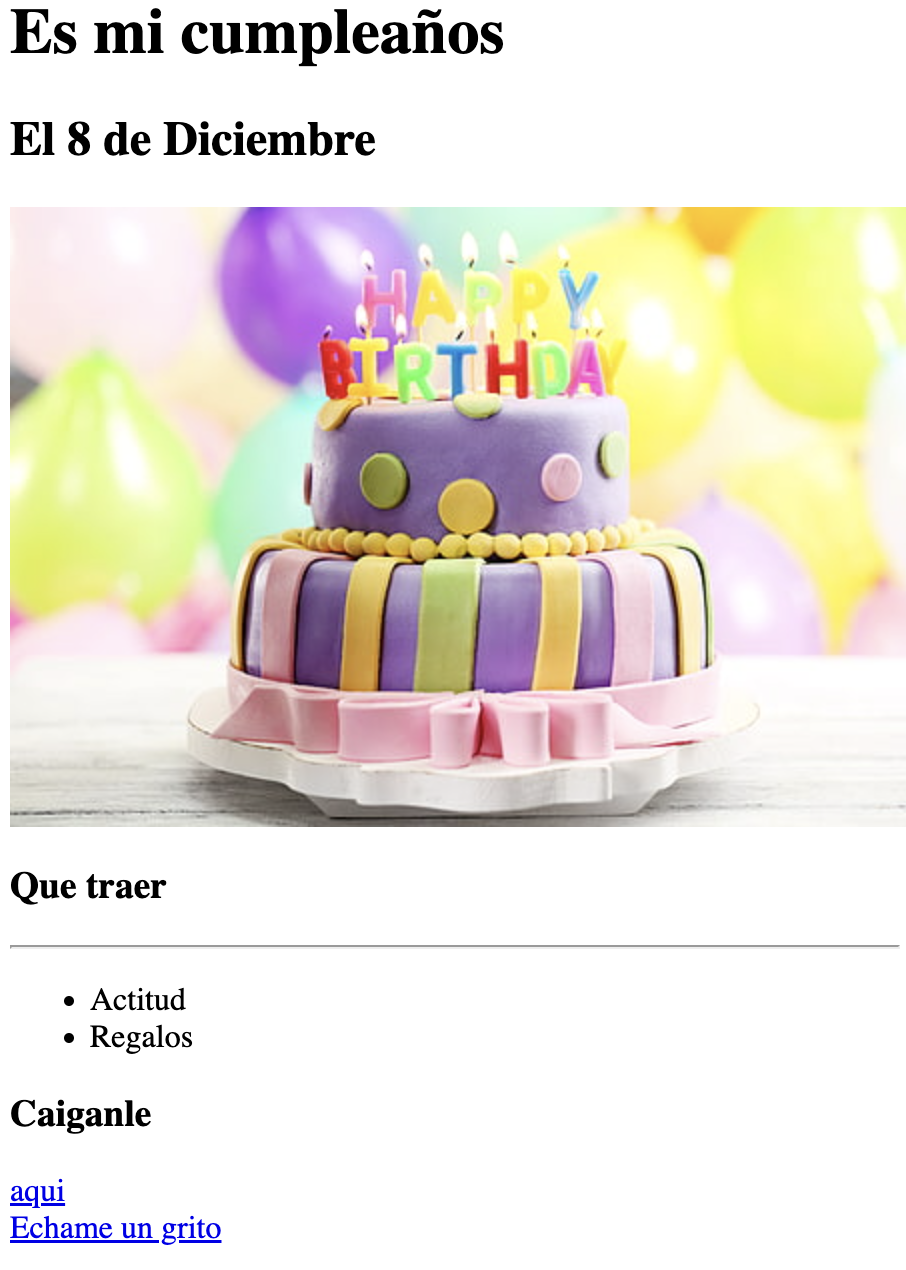 Es mi cumpleaños
El 8 de Diciembre
HAPPY
BIRTHDAY
Que traer
Actitud
Regalos
Caiganle
aqui
Echame un grito